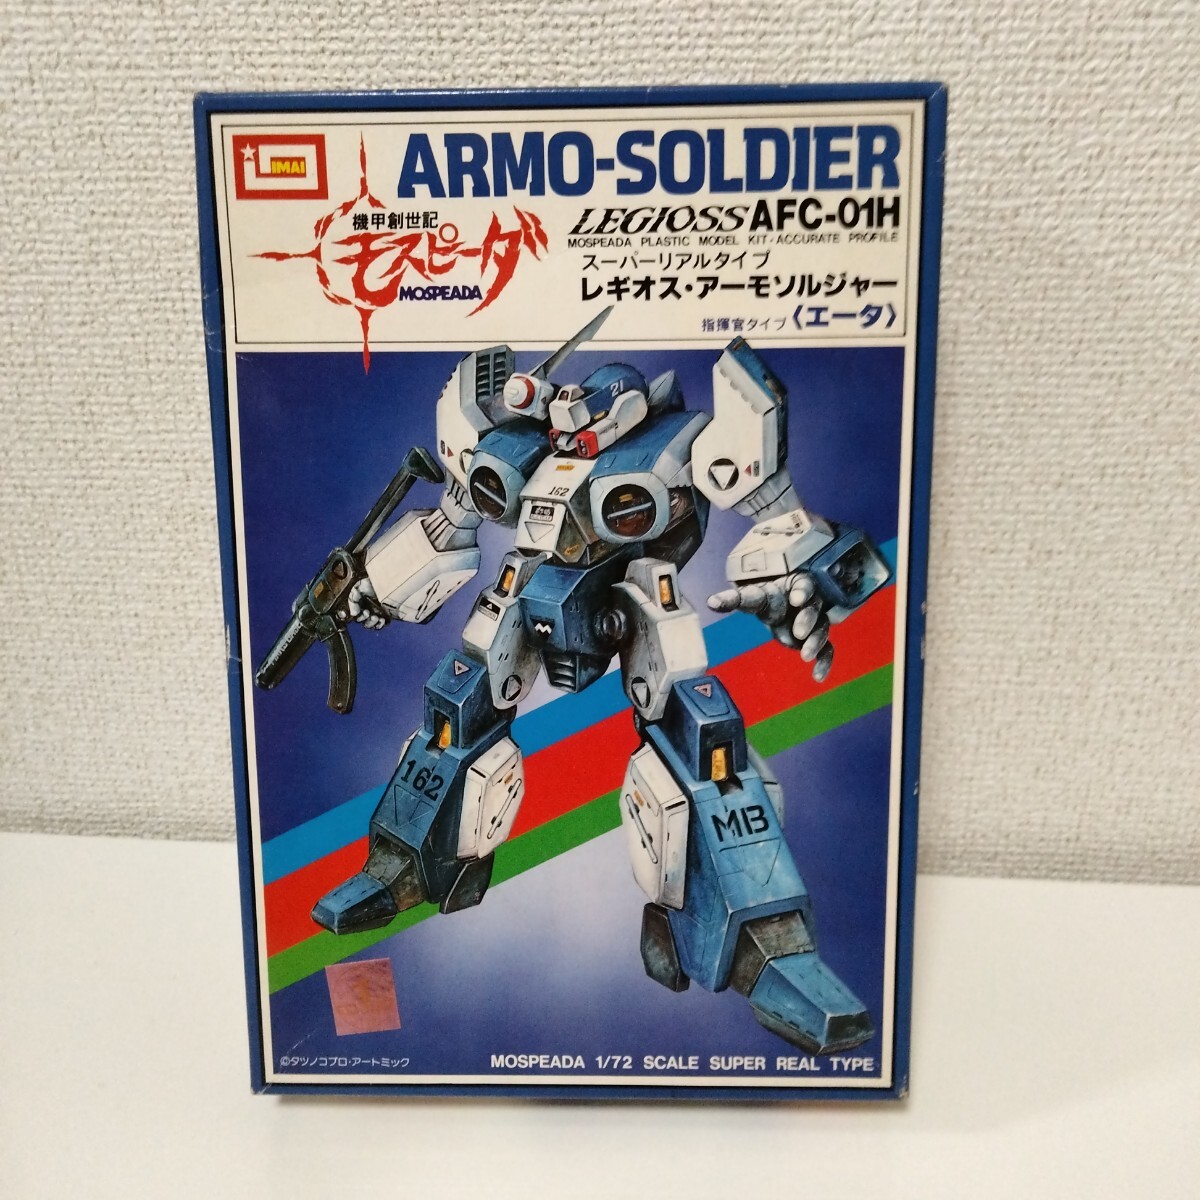 IMAI
ARMO-SOLDIER
機甲創世記
モスピーダ
MOSPEADA
LEGIOSS AFC-01H
MOSPEADA PLASTIC MODEL KIT・ACCURATE PROFILE
スーパーリアルタイプ
レギオス・アーモソルジャー
指揮官タイプ〈エータ〉
21
162
162
MB
©タツノコプロ・アートミック
MOSPEADA 1/72 SCALE SUPER REAL TYPE